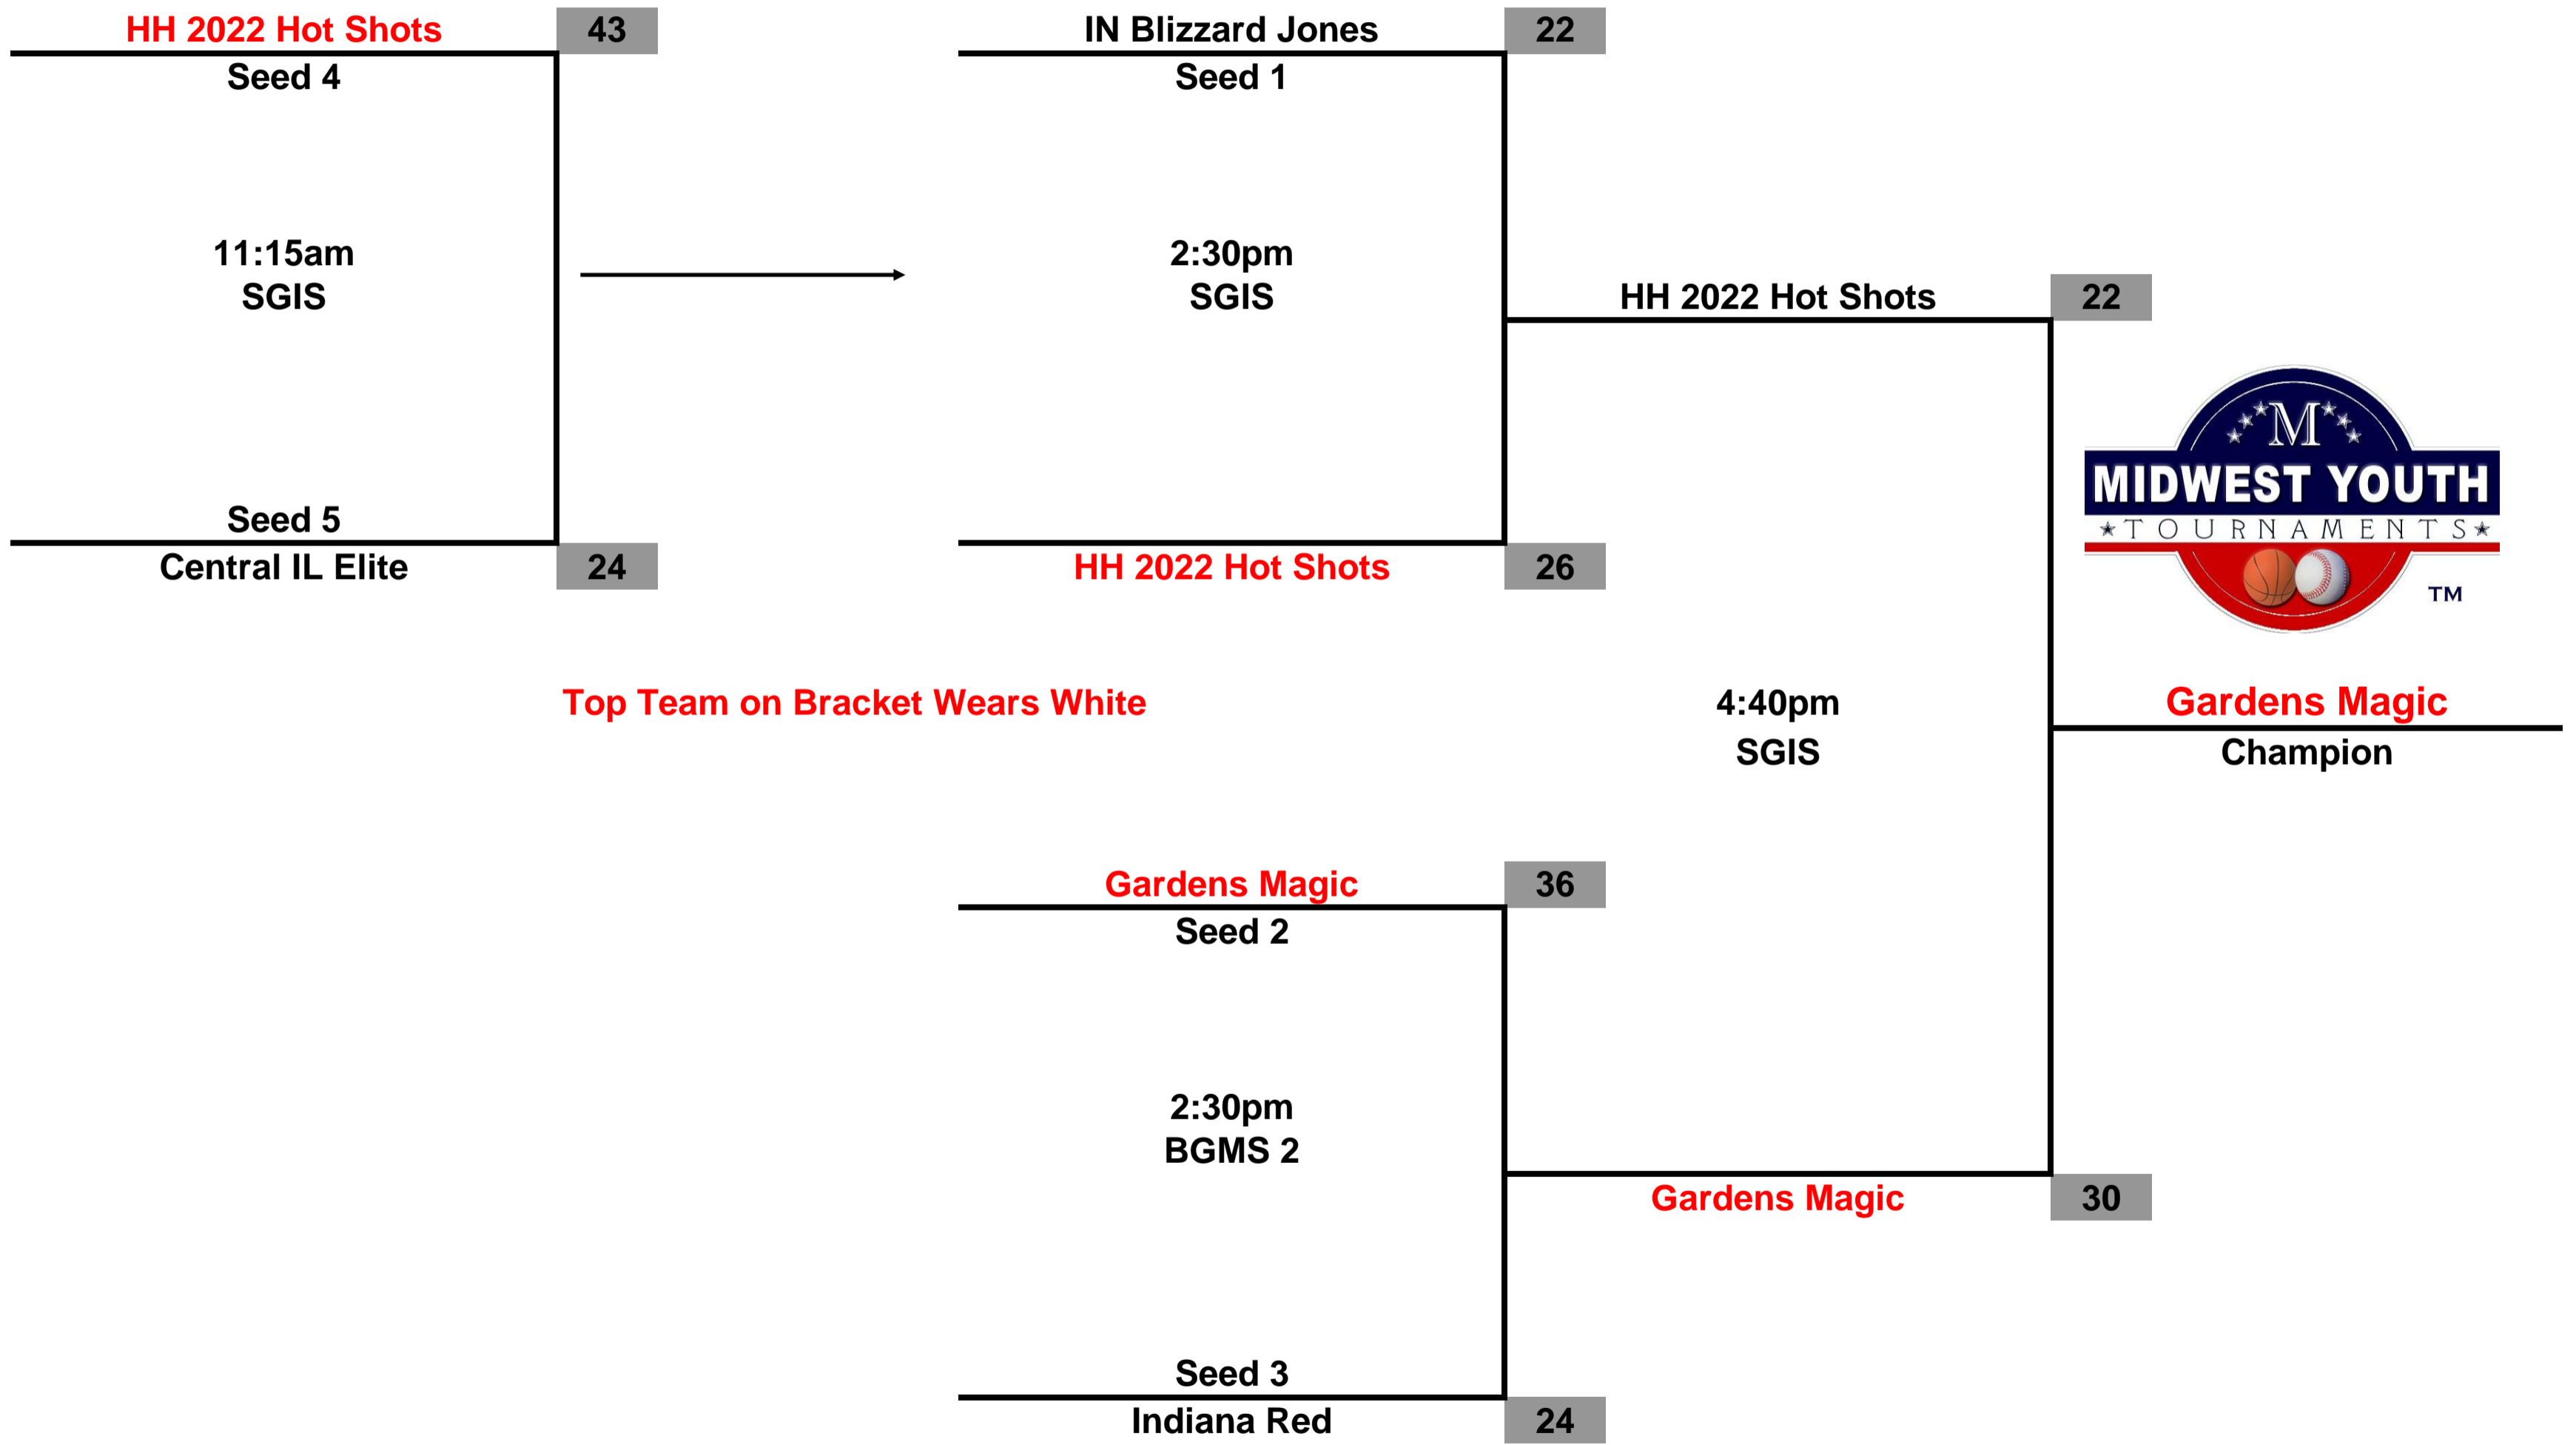 HH 2022 Hot Shots 43
Seed 4
11:15am
SGIS
Seed 5
Central IL Elite 24
IN Blizzard Jones 22
Seed 1
2:30pm
SGIS
HH 2022 Hot Shots 26
HH 2022 Hot Shots 22
M
MIDWEST YOUTH
TOURNAMENTS
TM
Top Team on Bracket Wears White
4:40pm
SGIS
Gardens Magic
Champion
Gardens Magic 36
Seed 2
2:30pm
BGMS 2
Seed 3
Indiana Red 24
Gardens Magic 30